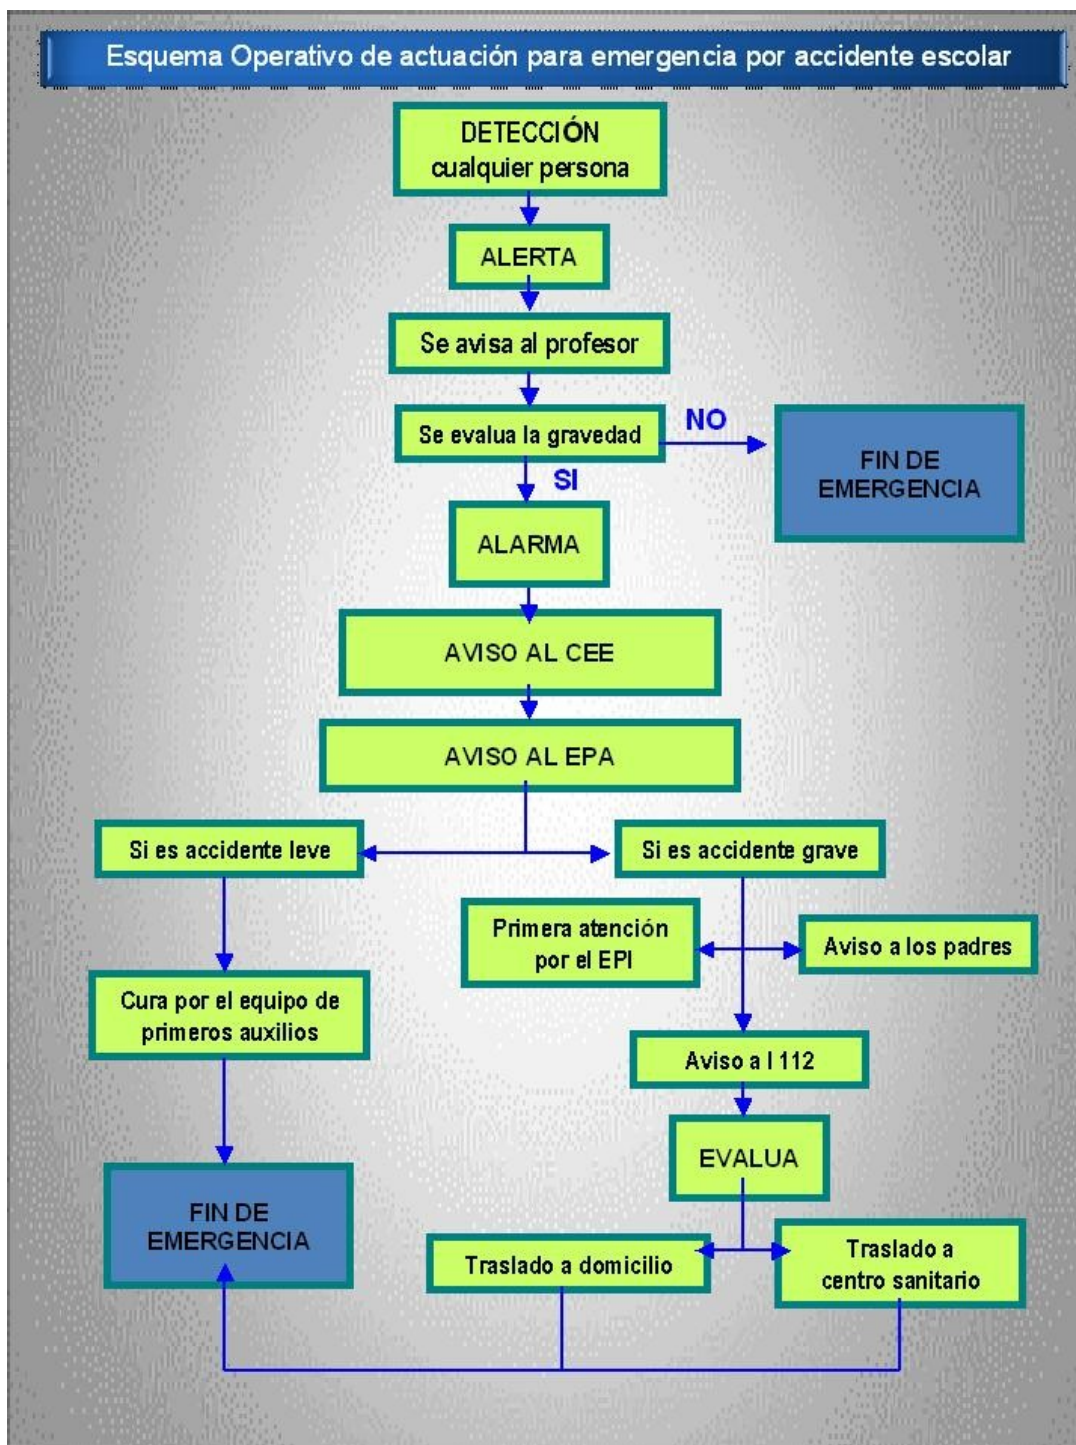 Esquema Operativo de actuación para emergencia por accidente escolar
DETECCIÓN
cualquier persona
ALERTA
Se avisa al profesor
Se evalua la gravedad
NO
FIN DE
EMERGENCIA
SI
ALARMA
AVISO AL CEE
AVISO AL EPA
Si es accidente leve
Si es accidente grave
Primera atención
por el EPI
Aviso a los padres
Cura por el equipo de
primeros auxilios
Aviso a l 112
EVALUA
FIN DE
EMERGENCIA
Traslado a domicilio
Traslado a
centro sanitario